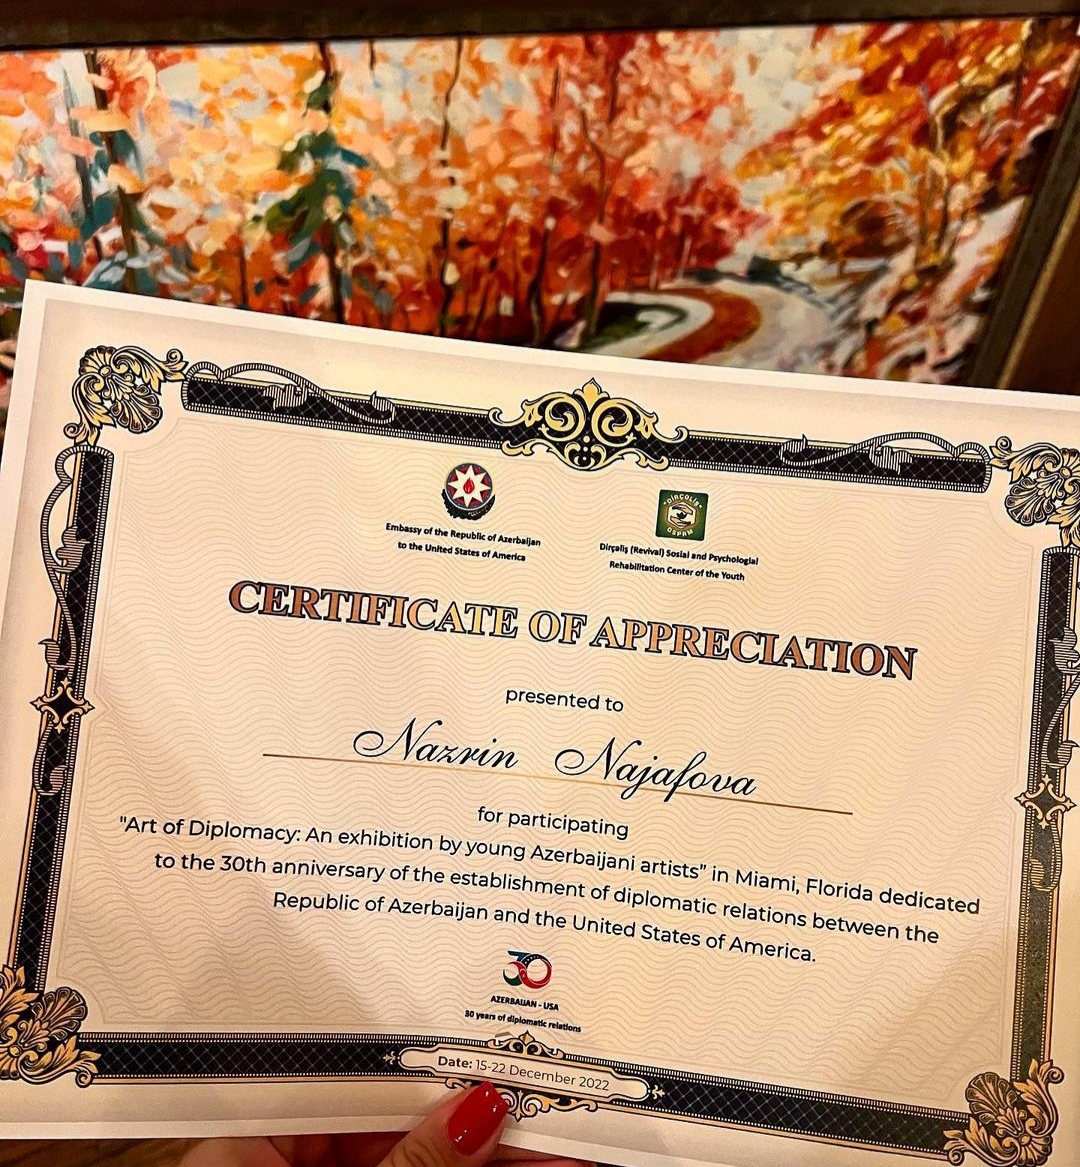 Embassy of the Republic of Azerbaijan
to the United States of America
DİRÇƏLİŞ
GSPRM
Dirçəliş (Revival) Sosial and Psychologial
Rehabilitation Center of the Youth
CERTIFICATE OF APPRECIATION
presented to
Nazrin Najafova
for participating
"Art of Diplomacy: An exhibition by young Azerbaijani artists" in Miami, Florida dedicated
to the 30th anniversary of the establishment of diplomatic relations between the
Republic of Azerbaijan and the United States of America.
30
AZERBAIJAN - USA
30 years of diplomatic relations
Date: 15-22 December 2022